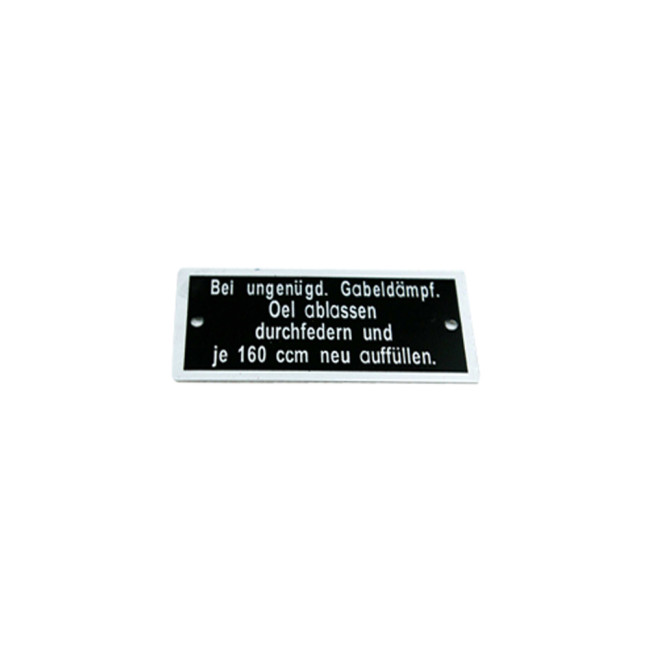 Bei ungenügd. Gabeldämpf.
Oel ablassen
durchfedern und
je 160 ccm neu auffüllen.